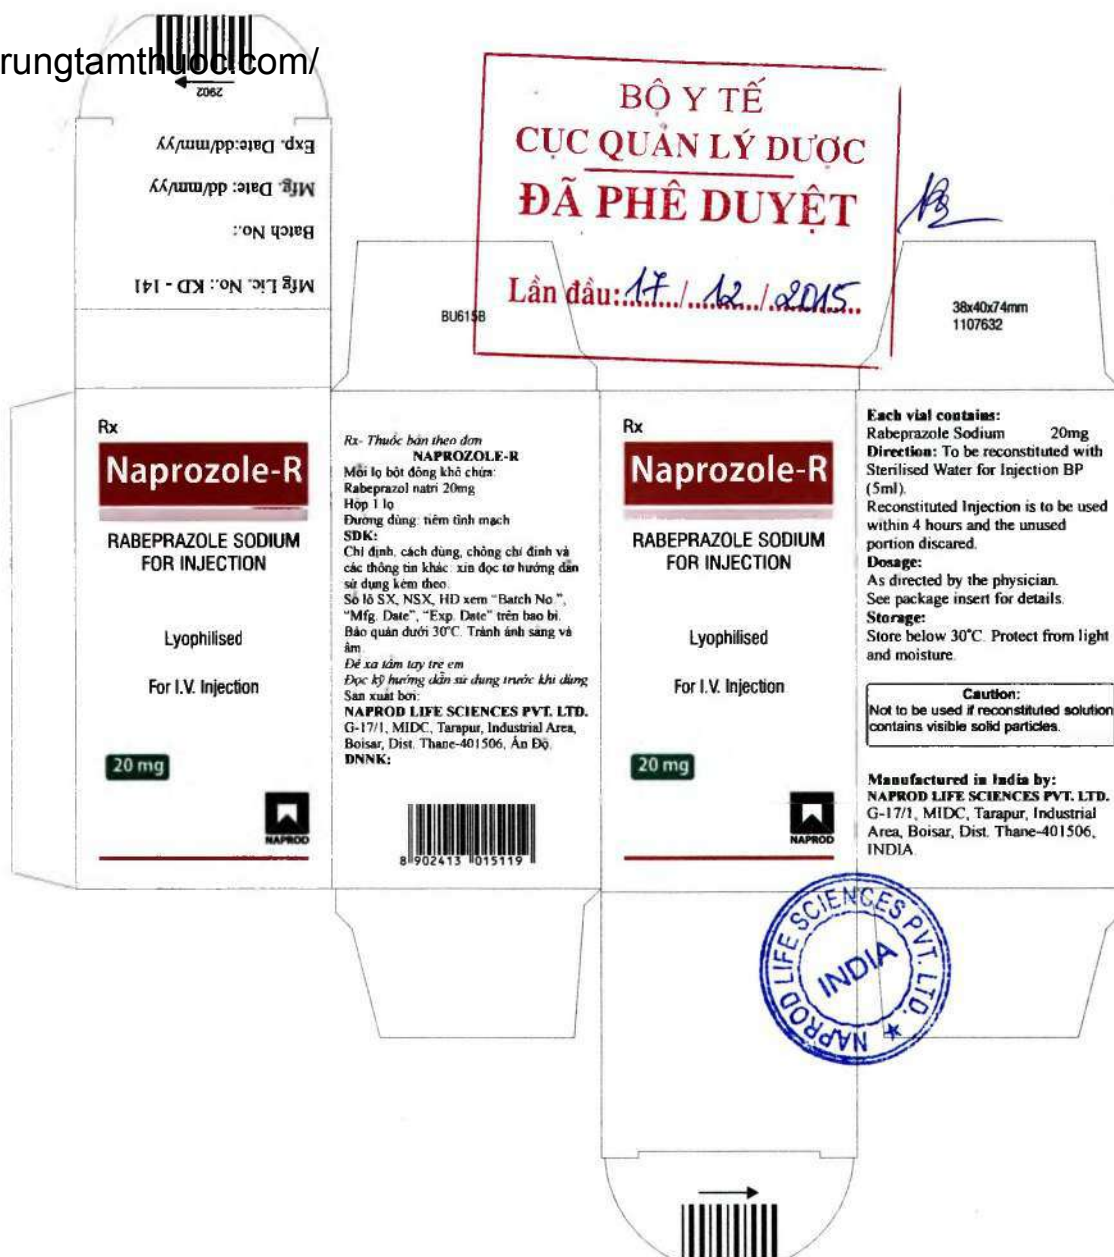 rungtamthuoc.com/
2902
Exp. Date:dd/mm/yy
Mfg. Date: dd/mm/yy
Batch No.:
Mfg Lic. No.: KD - 141
BỘ Y TẾ
CỤC QUẢN LÝ DƯỢC
ĐÃ PHÊ DUYỆT
Lần đầu: 17 / 12 / 2015
BU615B
38x40x74mm
1107632
Rx
Naprozole-R
RABEPRAZOLE SODIUM
FOR INJECTION
Lyophilised
For I.V. Injection
20 mg
NAPROD
Rx- Thuốc bán theo đơn
NAPROZOLE-R
Mỗi lọ bột đông khô chứa:
Rabeprazol natri 20mg
Hộp 1 lọ
Đường dùng: tiêm tĩnh mạch
SDK:
Chỉ định, cách dùng, chống chỉ định và
các thông tin khác: xin đọc tờ hướng dẫn
sử dụng kèm theo.
Số lô SX, NSX, HD xem "Batch No.",
"Mfg. Date", "Exp. Date" trên bao bì.
Bảo quản dưới 30°C. Tránh ánh sáng và
ẩm.
Để xa tầm tay trẻ em
Đọc kỹ hướng dẫn sử dụng trước khi dùng
Sản xuất bởi:
NAPROD LIFE SCIENCES PVT. LTD.
G-17/1, MIDC, Tarapur, Industrial Area,
Boisar, Dist. Thane-401506, Ấn Độ.
DNNK:
8 902413 015119
Rx
Naprozole-R
RABEPRAZOLE SODIUM
FOR INJECTION
Lyophilised
For I.V. Injection
20 mg
NAPROD
Each vial contains:
Rabeprazole Sodium 20mg
Direction: To be reconstituted with
Sterilised Water for Injection BP
(5ml).
Reconstituted Injection is to be used
within 4 hours and the unused
portion discared.
Dosage:
As directed by the physician.
See package insert for details.
Storage:
Store below 30°C. Protect from light
and moisture.
Caution:
Not to be used if reconstituted solution
contains visible solid particles.
Manufactured in India by:
NAPROD LIFE SCIENCES PVT. LTD.
G-17/1, MIDC, Tarapur, Industrial
Area, Boisar, Dist. Thane-401506,
INDIA.
NAPROD LIFE SCIENCES PVT. LTD. ★
INDIA